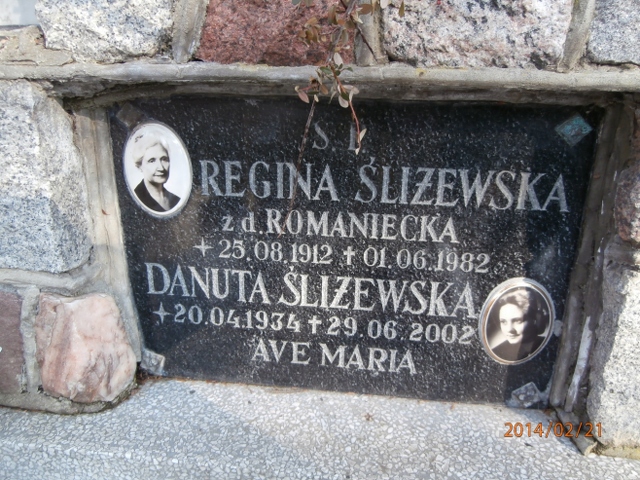 Ś. P.
REGINA ŚLIŻEWSKA
z d. ROMANIECKA
+ 25.08.1912 † 01.06.1982
DANUTA ŚLIŻEWSKA
+ 20.04.1934 † 29.06.2002
AVE MARIA
2014/02/21